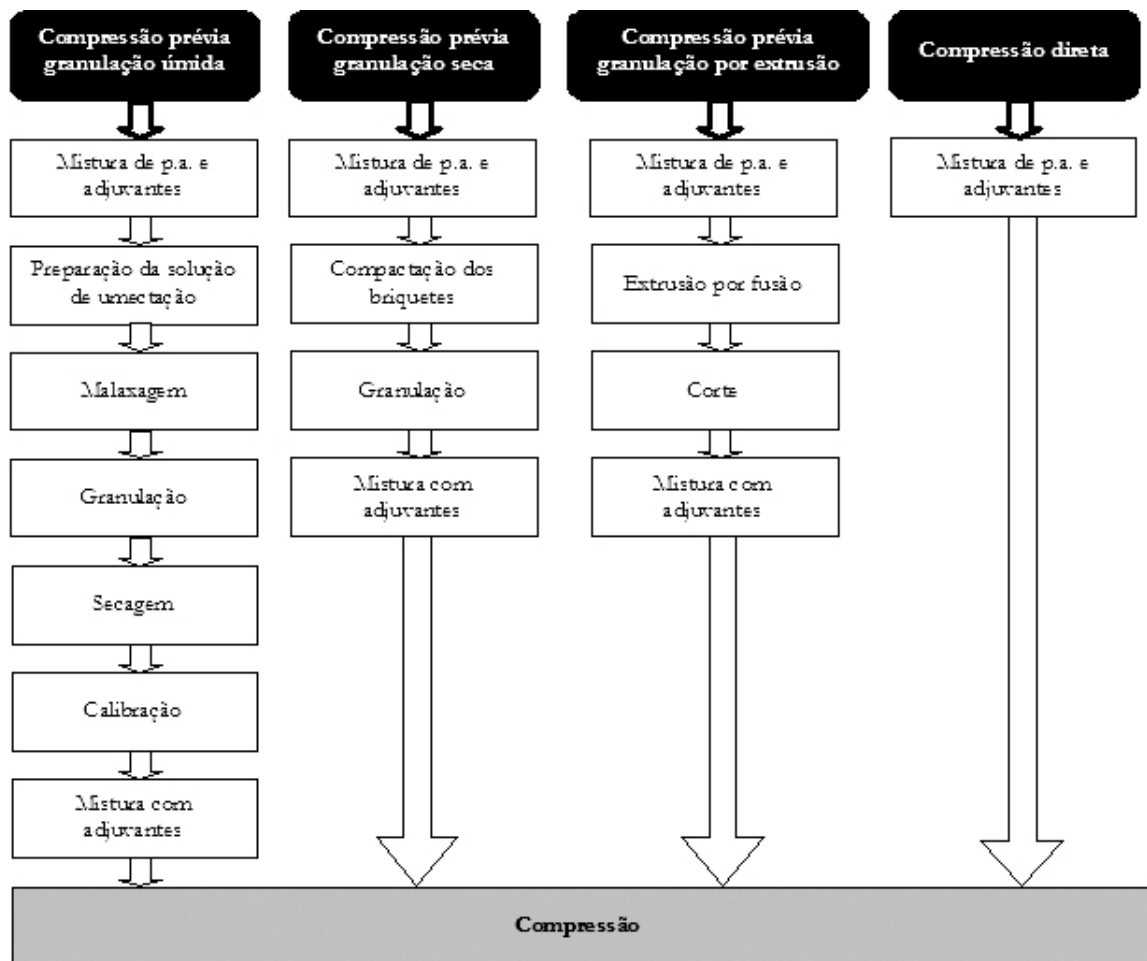 Compressão prévia
granulação úmida
Mistura de p.a. e
adjuvantes
Preparação da solução
de umectação
Malaxagem
Granulação
Secagem
Calibração
Mistura com
adjuvantes
Compressão prévia
granulação seca
Mistura de p.a. e
adjuvantes
Compactação dos
briquetes
Granulação
Mistura com
adjuvantes
Compressão prévia
granulação por extrusão
Mistura de p.a. e
adjuvantes
Extrusão por fusão
Corte
Mistura com
adjuvantes
Compressão direta
Mistura de p.a. e
adjuvantes
Compressão